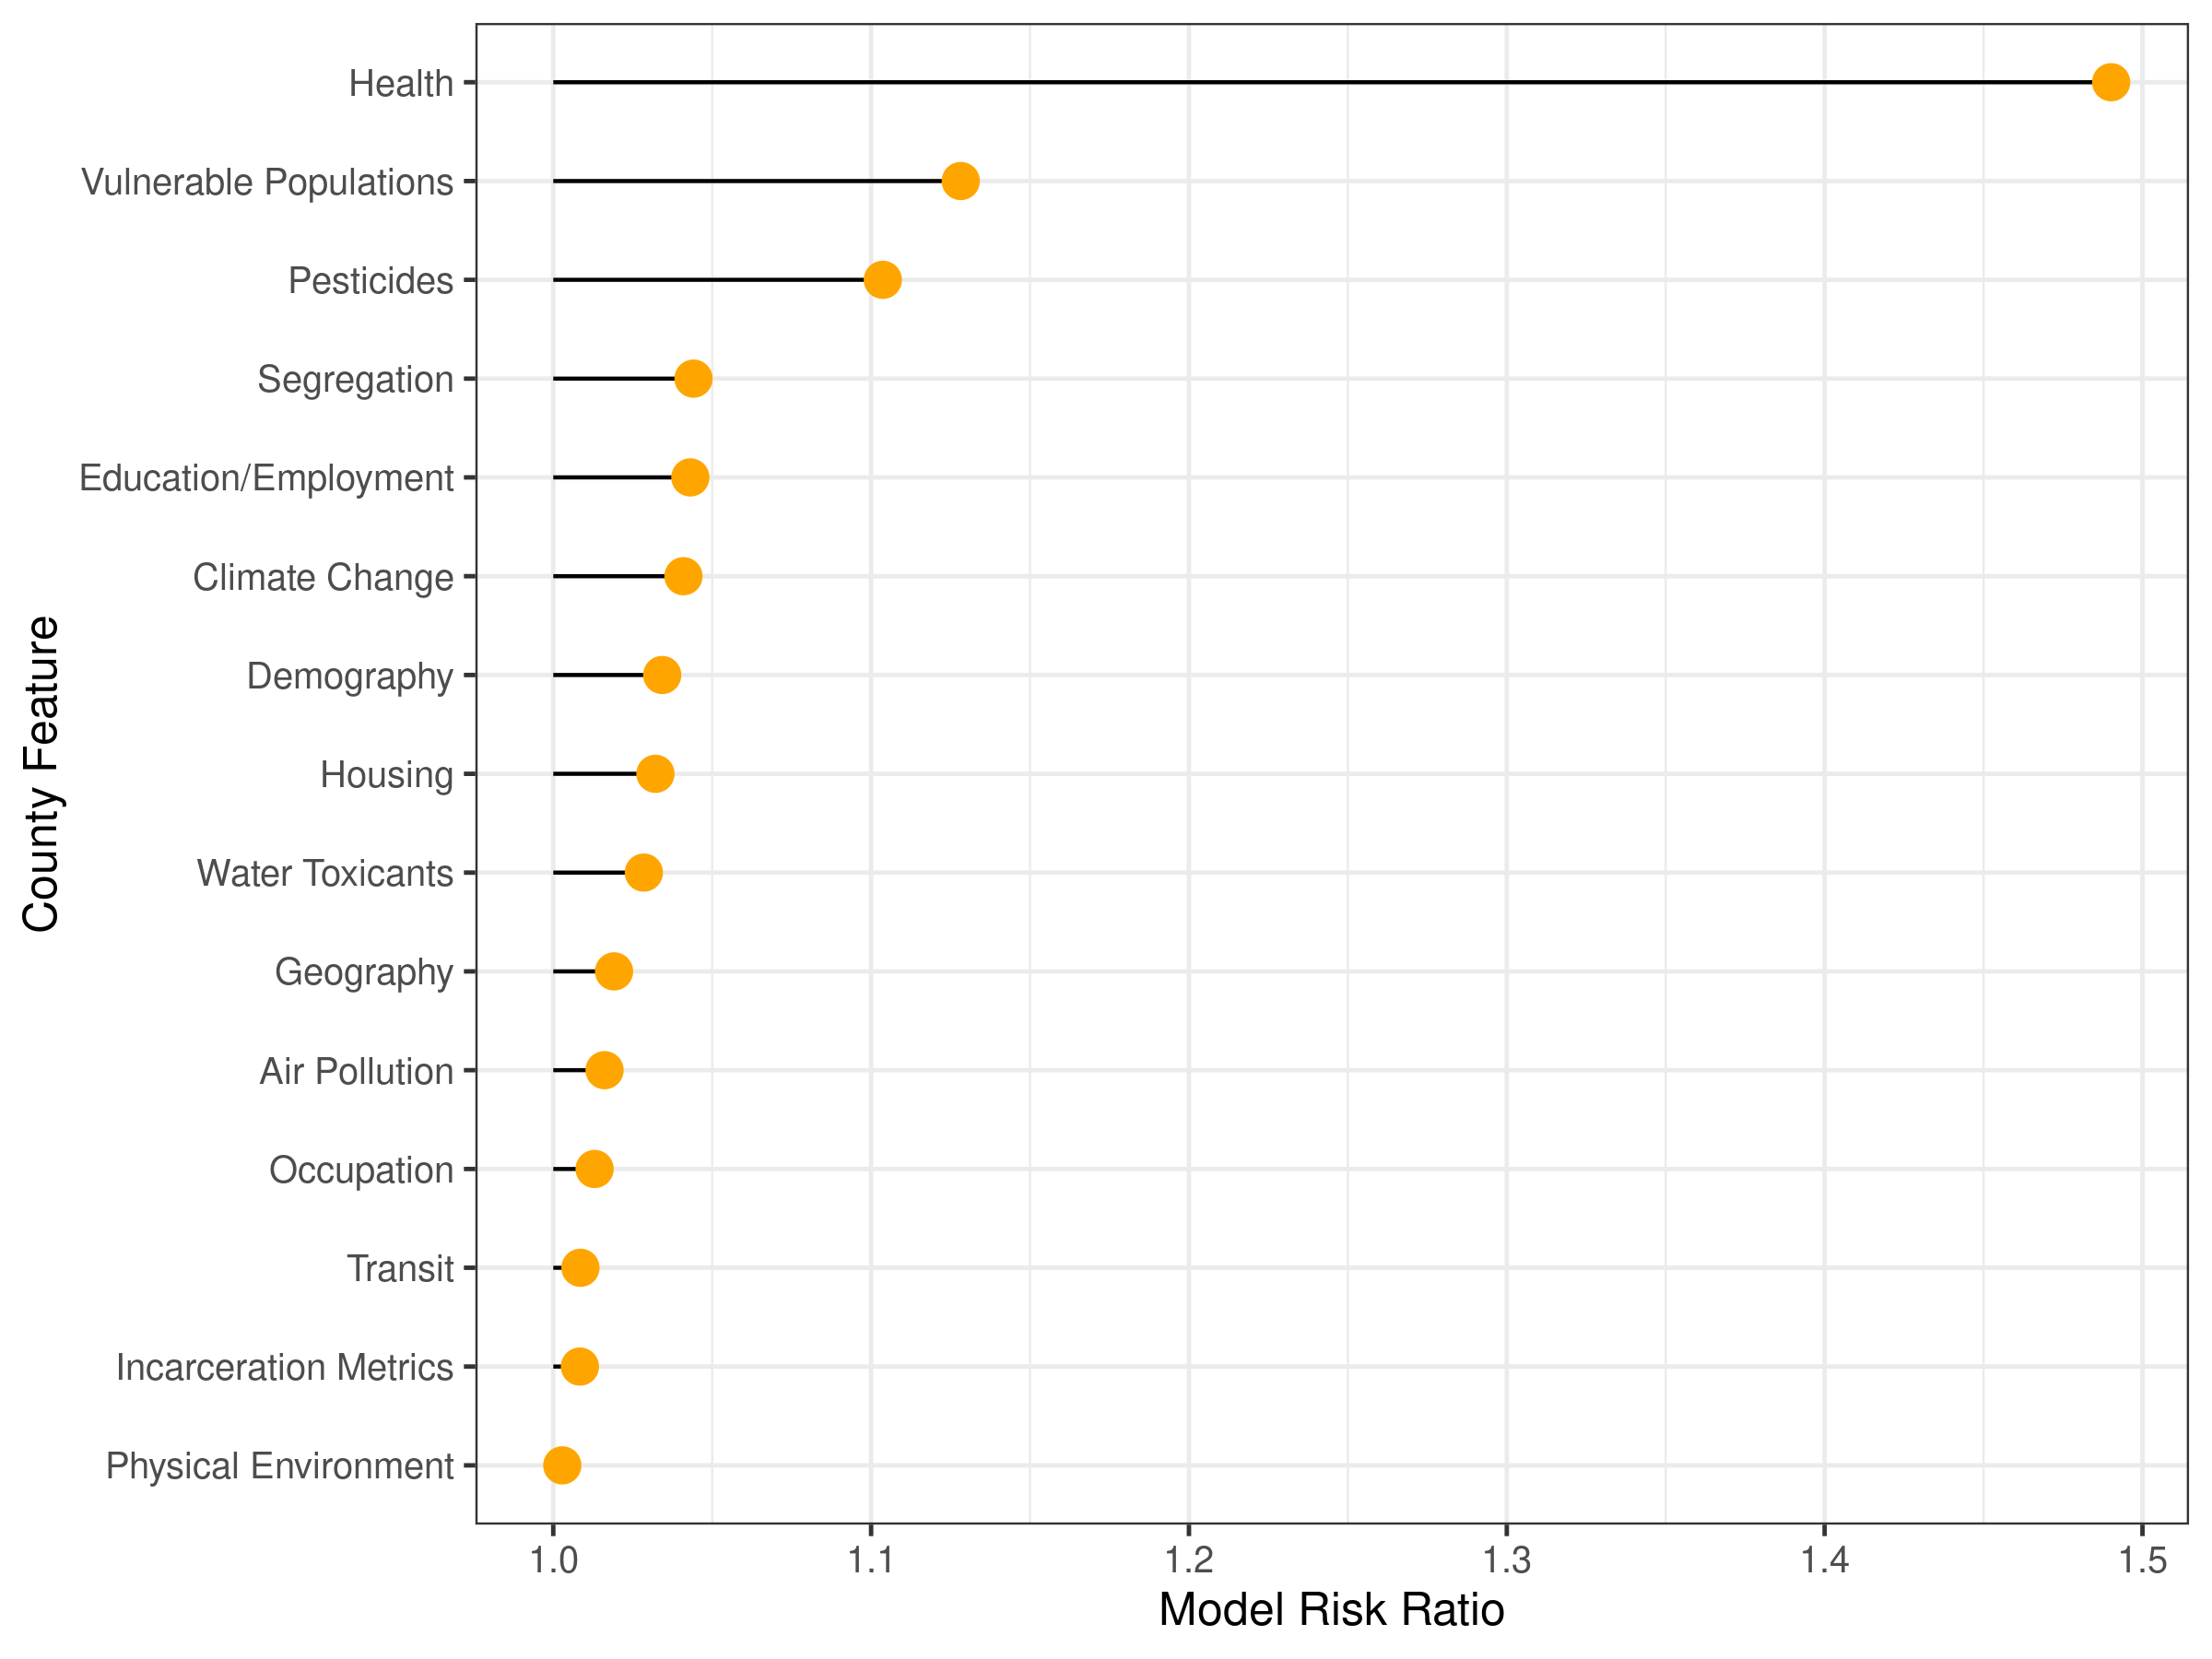 Health
Vulnerable Populations
Pesticides
Segregation
Education/Employment
Climate Change
Demography
Housing
Water Toxicants
Geography
Air Pollution
Occupation
Transit
Incarceration Metrics
Physical Environment
County Feature
1.0 1.1 1.2 1.3 1.4 1.5
Model Risk Ratio